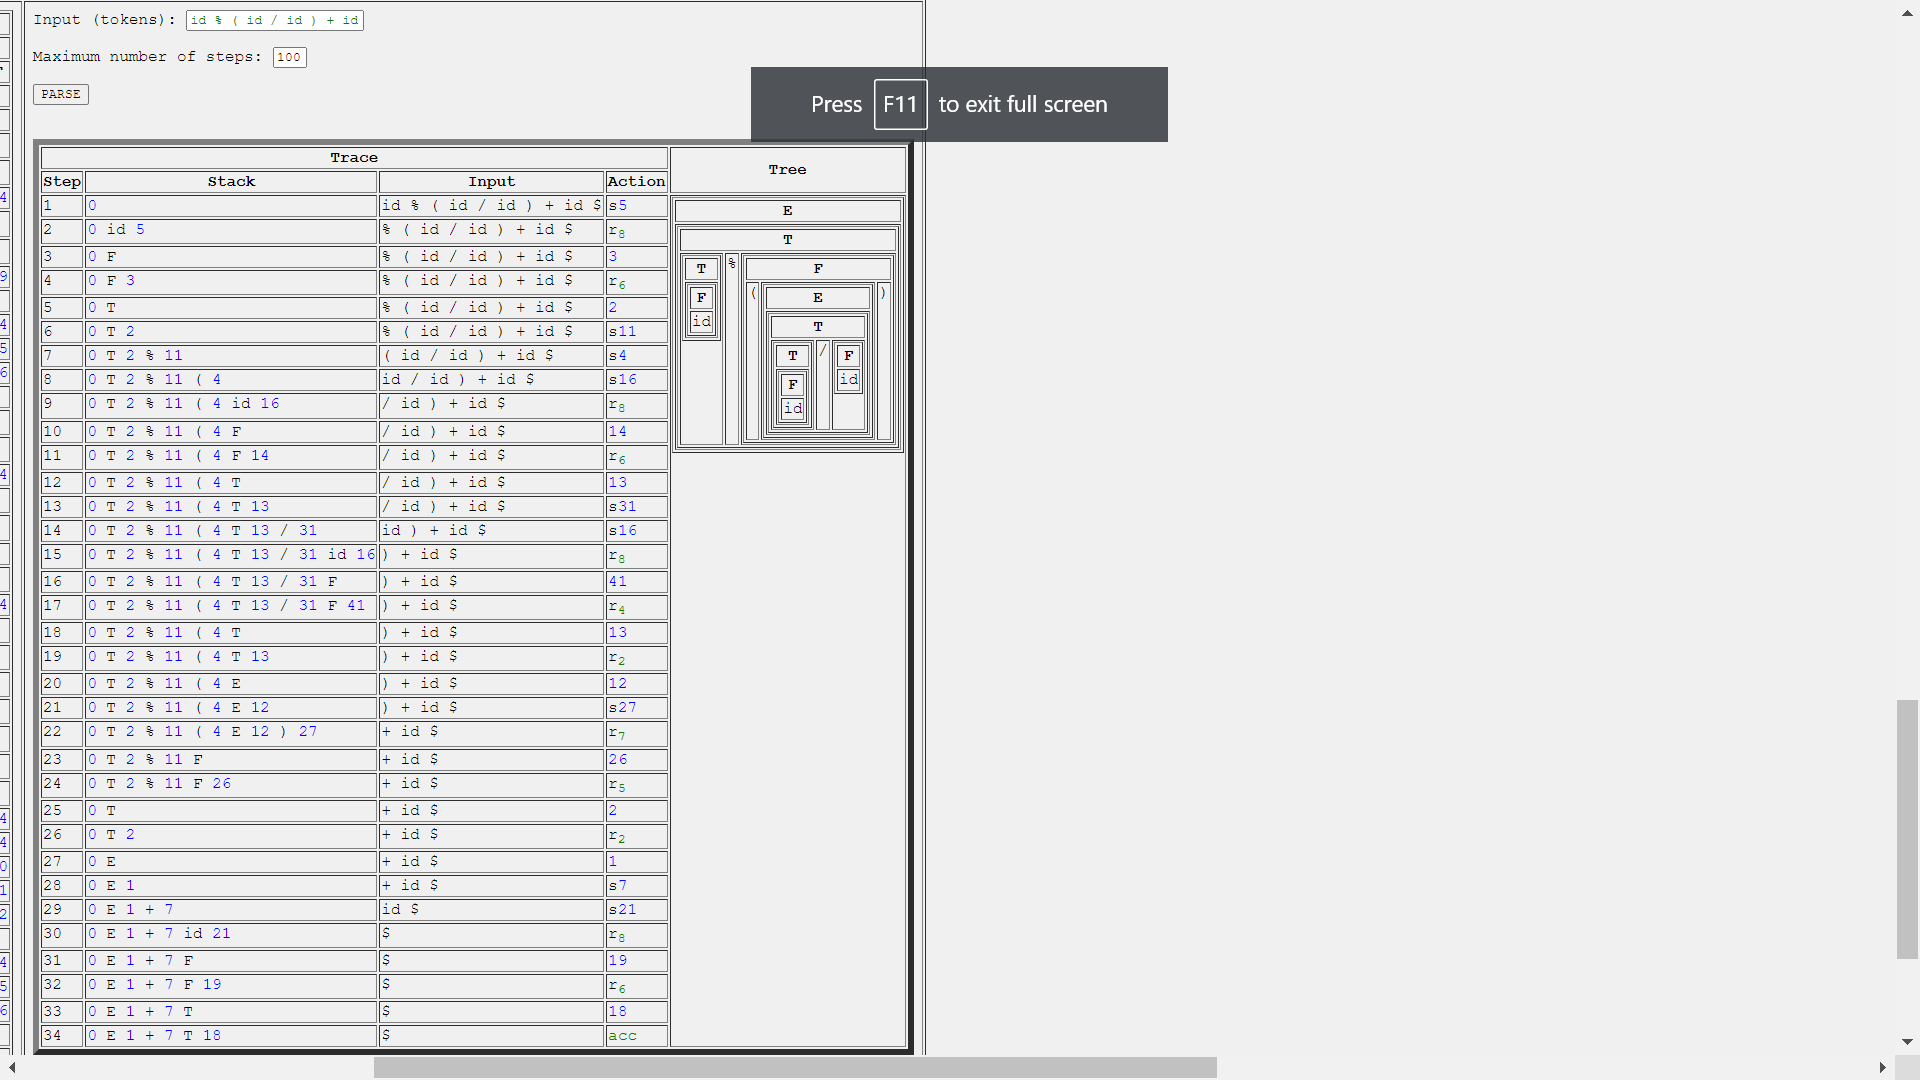 Input (tokens): id % ( id / id ) + id
Maximum number of steps: 100
PARSE
Press F11 to exit full screen
Trace Tree
Step Stack Input Action
1 0 id % ( id / id ) + id $ s5
2 0 id 5 % ( id / id ) + id $ r8
3 0 F % ( id / id ) + id $ 3
4 0 F 3 % ( id / id ) + id $ r6
5 0 T % ( id / id ) + id $ 2
6 0 T 2 % ( id / id ) + id $ s11
7 0 T 2 % 11 ( id / id ) + id $ s4
8 0 T 2 % 11 ( 4 id / id ) + id $ s16
9 0 T 2 % 11 ( 4 id 16 / id ) + id $ r8
10 0 T 2 % 11 ( 4 F / id ) + id $ 14
11 0 T 2 % 11 ( 4 F 14 / id ) + id $ r6
12 0 T 2 % 11 ( 4 T / id ) + id $ 13
13 0 T 2 % 11 ( 4 T 13 / id ) + id $ s31
14 0 T 2 % 11 ( 4 T 13 / 31 id ) + id $ s16
15 0 T 2 % 11 ( 4 T 13 / 31 id 16 ) + id $ r8
16 0 T 2 % 11 ( 4 T 13 / 31 F ) + id $ 41
17 0 T 2 % 11 ( 4 T 13 / 31 F 41 ) + id $ r4
18 0 T 2 % 11 ( 4 T ) + id $ 13
19 0 T 2 % 11 ( 4 T 13 ) + id $ r2
20 0 T 2 % 11 ( 4 E ) + id $ 12
21 0 T 2 % 11 ( 4 E 12 ) + id $ s27
22 0 T 2 % 11 ( 4 E 12 ) 27 + id $ r7
23 0 T 2 % 11 F + id $ 26
24 0 T 2 % 11 F 26 + id $ r5
25 0 T + id $ 2
26 0 T 2 + id $ r2
27 0 E + id $ 1
28 0 E 1 + id $ s7
29 0 E 1 + 7 id $ s21
30 0 E 1 + 7 id 21 $ r8
31 0 E 1 + 7 F $ 19
32 0 E 1 + 7 F 19 $ r6
33 0 E 1 + 7 T $ 18
34 0 E 1 + 7 T 18 $ acc
E
T
T % F
F ( E )
id T
T / F
F id
id